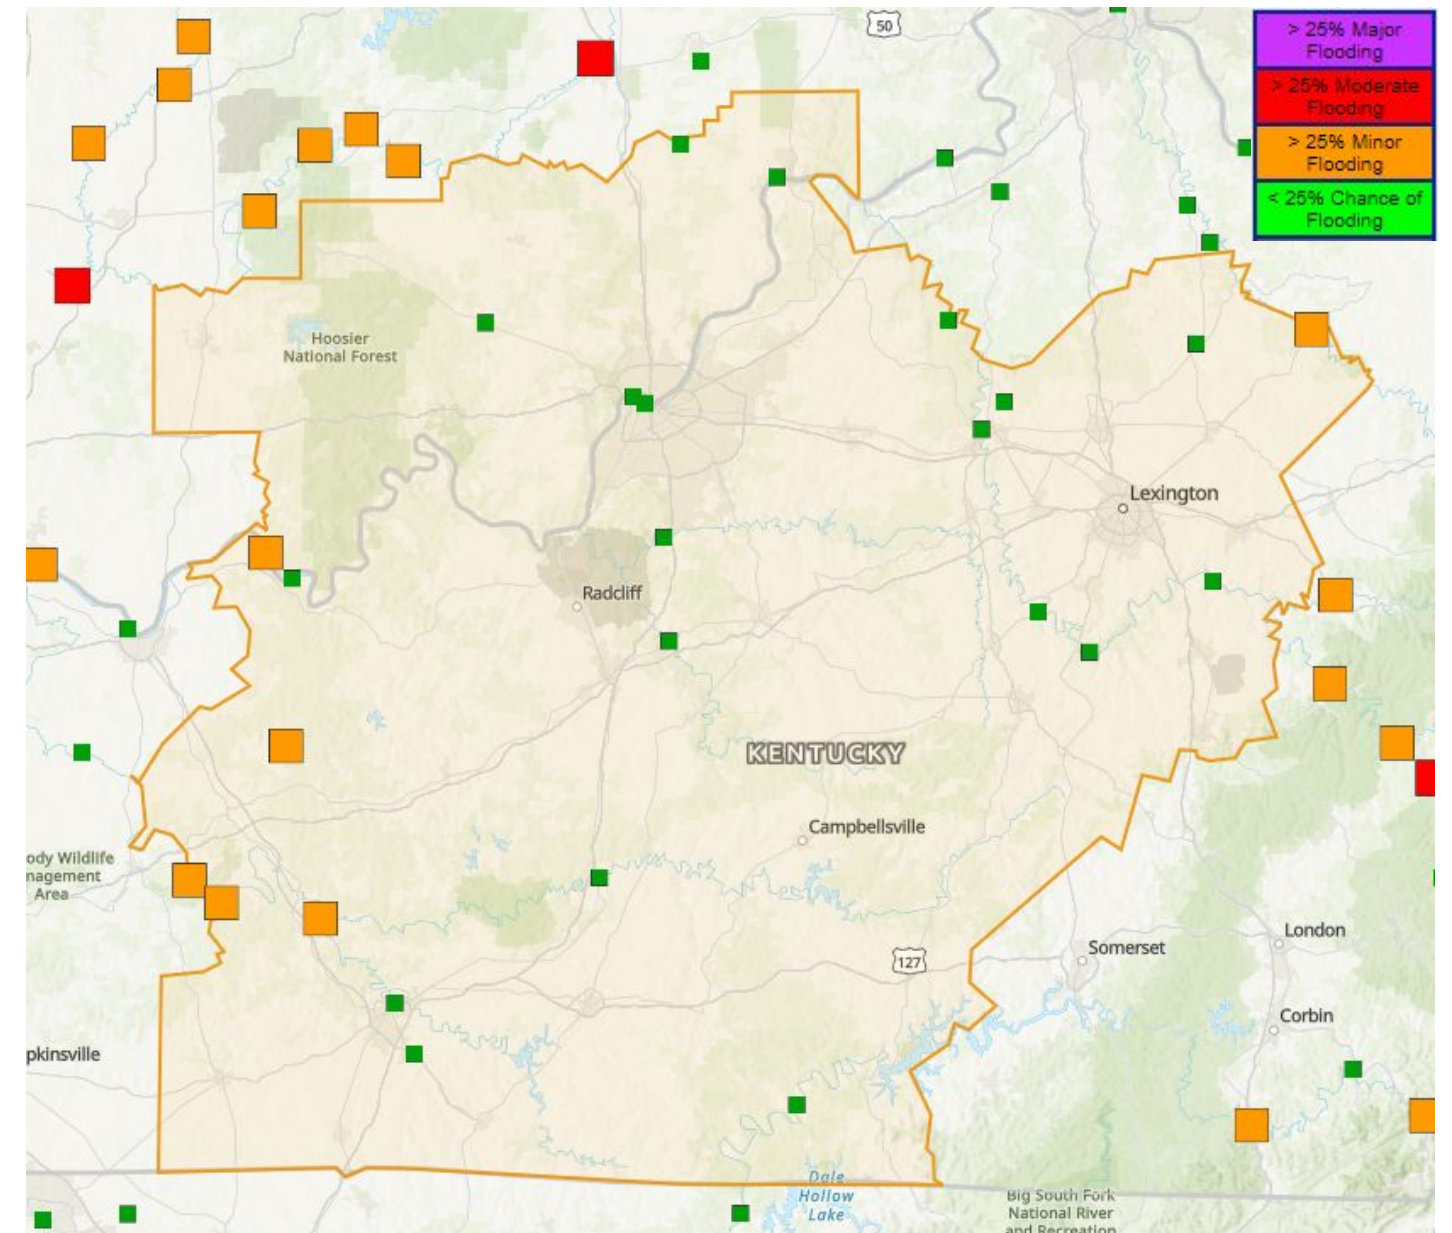 50
> 25% Major
Flooding
> 25% Moderate
Flooding
> 25% Minor
Flooding
< 25% Chance of
Flooding
Hoosier
National Forest
Lexington
Radcliff
KENTUCKY
Campbellsville
ody Wildlife
nagement
Area
127
Somerset
London
Corbin
pkinsville
Dale
Hollow
Lake
Big South Fork
National River
and Recreation